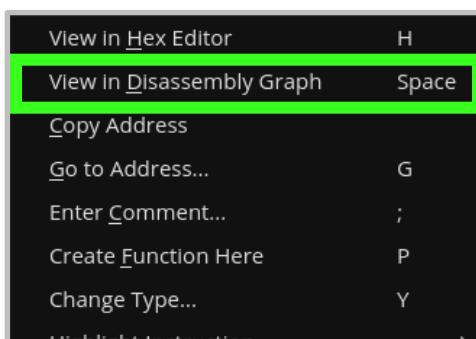 View in Hex Editor H
View in Disassembly Graph Space
Copy Address
Go to Address... G
Enter Comment... ;
Create Function Here P
Change Type... Y